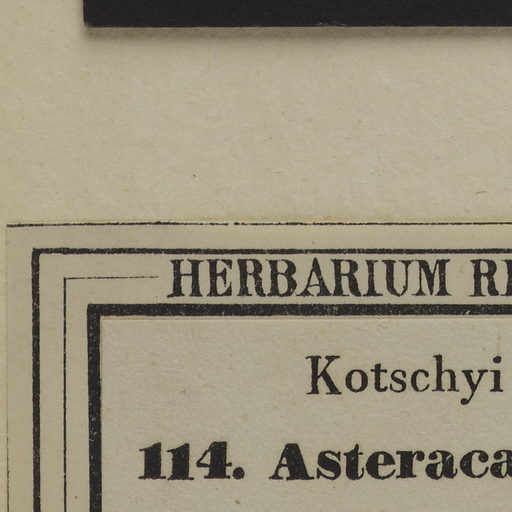 HERBARIUM RE
Kotschyi
114. Asteraca